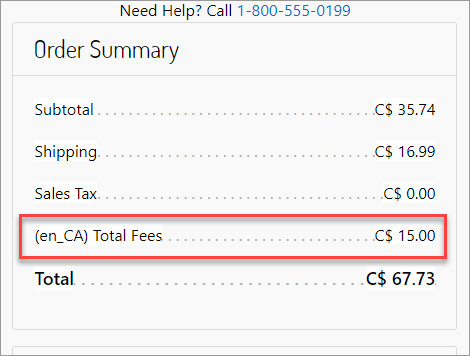 Need Help? Call 1-800-555-0199
Order Summary
Subtotal C$ 35.74
Shipping C$ 16.99
Sales Tax C$ 0.00
(en_CA) Total Fees C$ 15.00
Total C$ 67.73